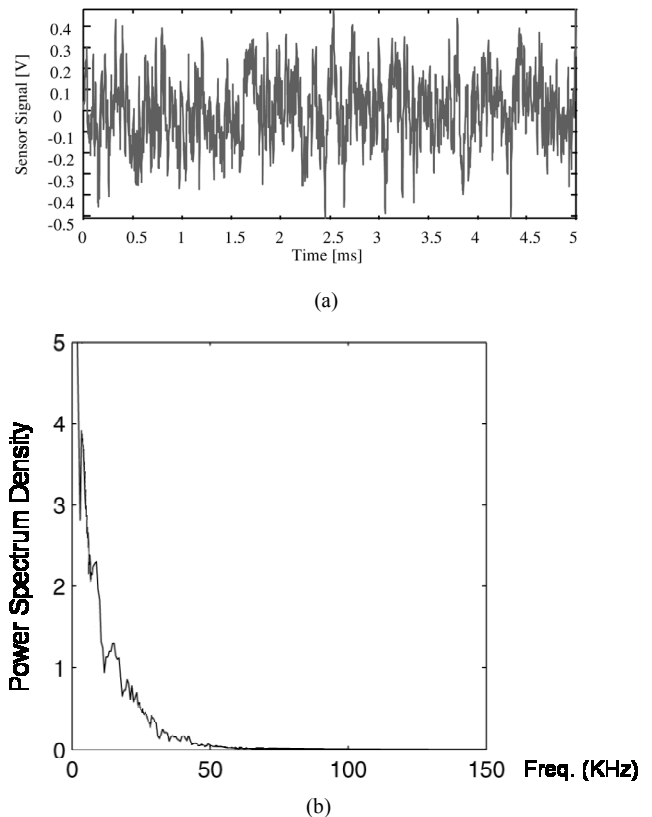 Sensor Signal [V]
0.4
0.3
0.2
0.1
0
-0.1
-0.2
-0.3
-0.4
-0.5
0 0.5 1 1.5 2 2.5 3 3.5 4 4.5 5
Time [ms]
(a)
Power Spectrum Density
5
4
3
2
1
0
0 50 100 150 Freq. (KHz)
(b)